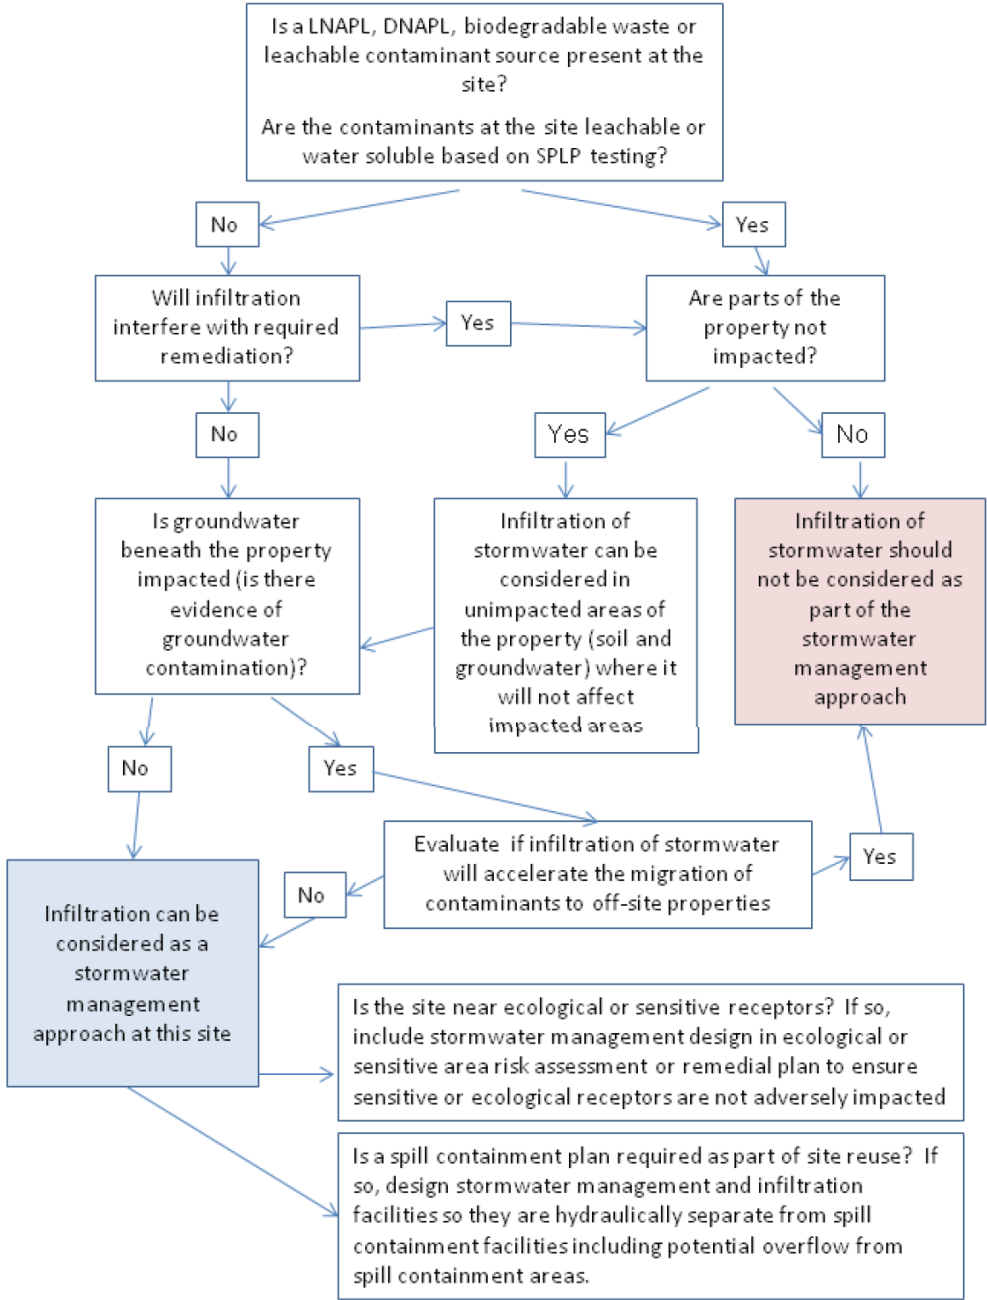 Is a LNAPL, DNAPL, biodegradable waste or
leachable contaminant source present at the
site?
Are the contaminants at the site leachable or
water soluble based on SPLP testing?
No
Yes
Will infiltration
interfere with required
remediation?
Yes
Are parts of the
property not
impacted?
No
Yes
No
Is groundwater
beneath the property
impacted (is there
evidence of
groundwater
contamination)?
Infiltration of
stormwater can be
considered in
unimpacted areas of
the property (soil and
groundwater) where it
will not affect
impacted areas
Infiltration of
stormwater should
not be considered as
part of the
stormwater
management
approach
No
Yes
Evaluate if infiltration of stormwater
will accelerate the migration of
contaminants to off-site properties
Yes
No
Infiltration can be
considered as a
stormwater
management
approach at this site
Is the site near ecological or sensitive receptors? If so,
include stormwater management design in ecological or
sensitive area risk assessment or remedial plan to ensure
sensitive or ecological receptors are not adversely impacted
Is a spill containment plan required as part of site reuse? If
so, design stormwater management and infiltration
facilities so they are hydraulically separate from spill
containment facilities including potential overflow from
spill containment areas.